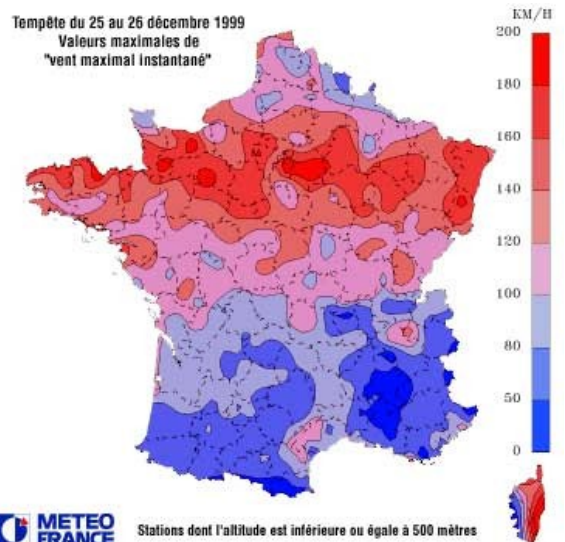 Tempête du 25 au 26 décembre 1999
Valeurs maximales de
"vent maximal instantané"
KM/H
200
180
160
140
120
100
80
50
0
METEO
FRANCE
Stations dont l'altitude est inférieure ou égale à 500 mètres